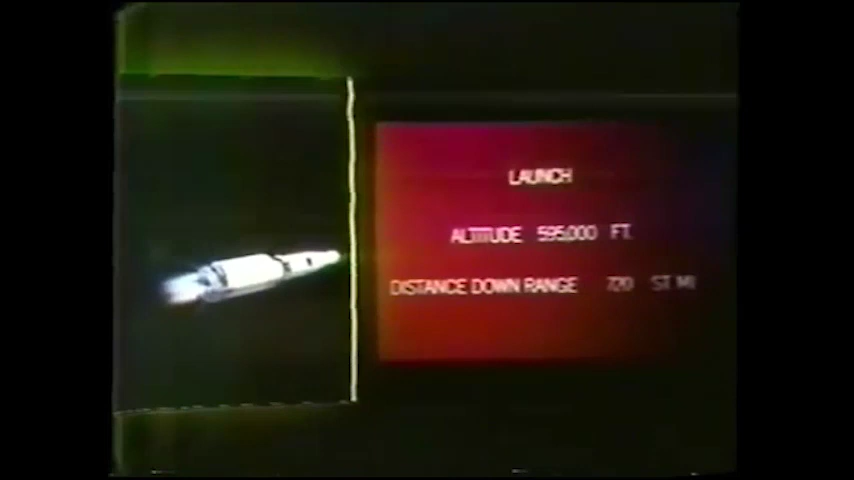 LAUNCH
ALTITUDE 595,000 FT.
DISTANCE DOWN RANGE 720 ST MI